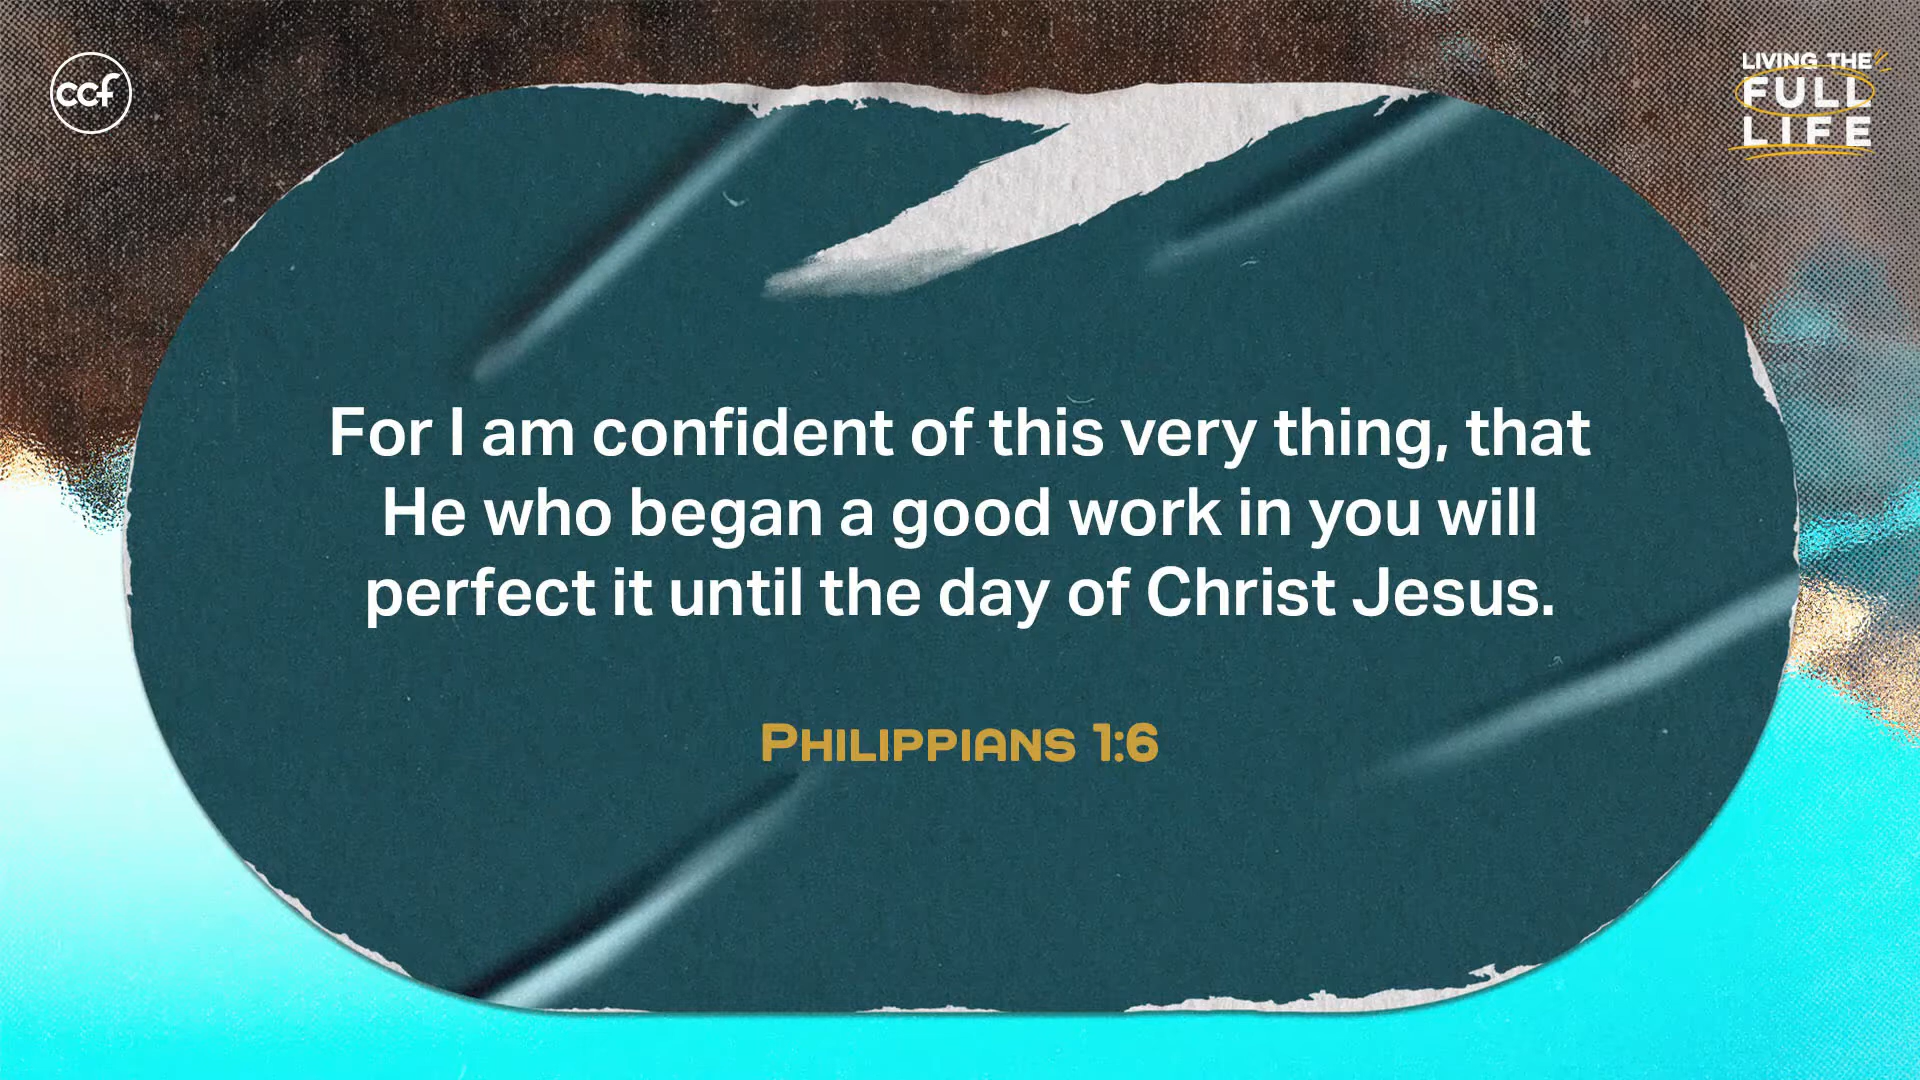 ccf
LIVING THE
FULL
LIFE
For I am confident of this very thing, that
He who began a good work in you will
perfect it until the day of Christ Jesus.
PHILIPPIANS 1:6